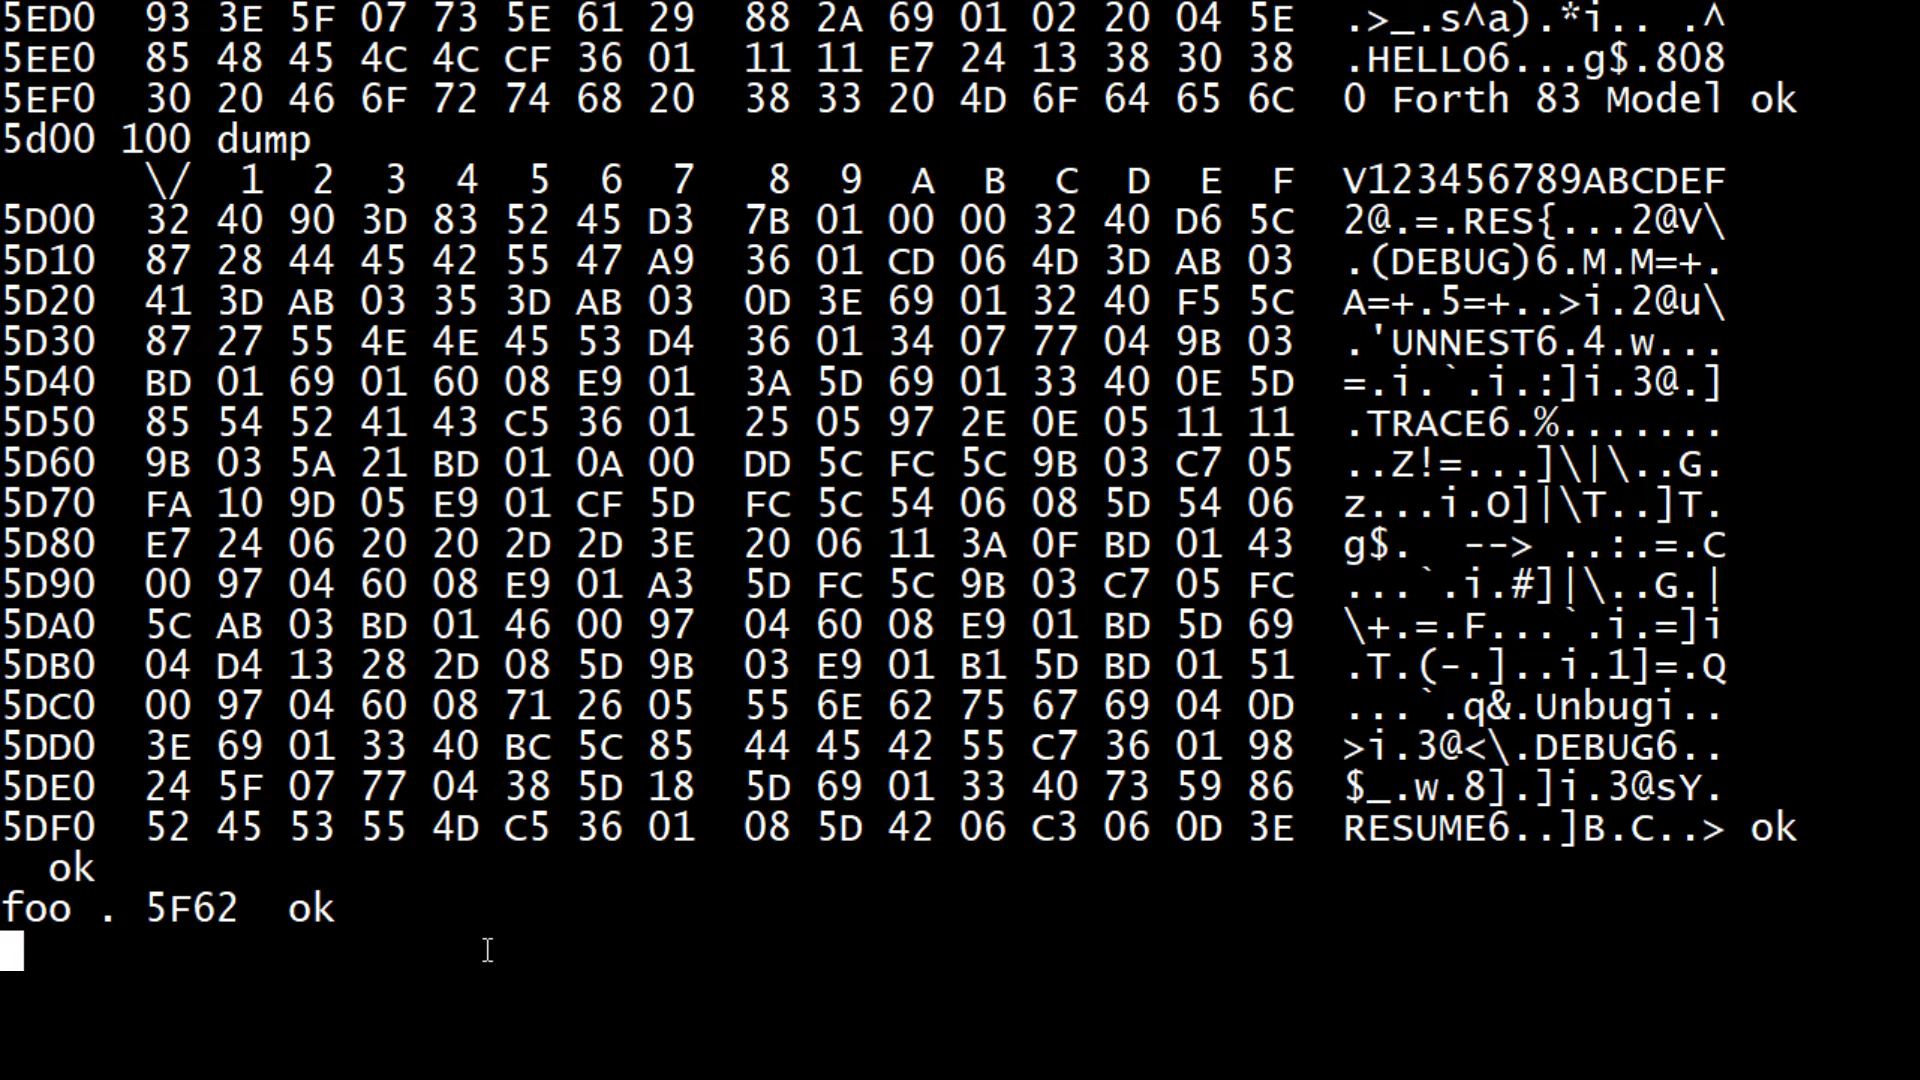 5ED0  93 3E 5F 07 73 5E 61 29  88 2A 69 01 02 20 04 5E  .>_.s^a).*i.. .^
5EE0  85 48 45 4C 4C CF 36 01  11 11 E7 24 13 38 30 38  .HELLO6...g$.808
5EF0  30 20 46 6F 72 74 68 20  38 33 20 4D 6F 64 65 6C  0 Forth 83 Model ok
5d00 100 dump
      \/  1  2  3  4  5  6  7   8  9  A  B  C  D  E  F  V123456789ABCDEF
5D00  32 40 90 3D 83 52 45 D3  7B 01 00 00 32 40 D6 5C  2@.=.RES{...2@V\
5D10  87 28 44 45 42 55 47 A9  36 01 CD 06 4D 3D AB 03  .(DEBUG)6.M.M=+.
5D20  41 3D AB 03 35 3D AB 03  0D 3E 69 01 32 40 F5 5C  A=+.5=+..>i.2@u\
5D30  87 27 55 4E 4E 45 53 D4  36 01 34 07 77 04 9B 03  .'UNNEST6.4.w...
5D40  BD 01 69 01 60 08 E9 01  3A 5D 69 01 33 40 0E 5D  =.i.`.i.:]i.3@.]
5D50  85 54 52 41 43 C5 36 01  25 05 97 2E 0E 05 11 11  .TRACE6.%.......
5D60  9B 03 5A 21 BD 01 0A 00  DD 5C FC 5C 9B 03 C7 05  ..Z!=...]\|\..G.
5D70  FA 10 9D 05 E9 01 CF 5D  FC 5C 54 06 08 5D 54 06  z...i.O]|\T..]T.
5D80  E7 24 06 20 20 2D 2D 3E  20 06 11 3A 0F BD 01 43  g$.  --> ..:.=.C
5D90  00 97 04 60 08 E9 01 A3  5D FC 5C 9B 03 C7 05 FC  ...`.i.#]|\..G.|
5DA0  5C AB 03 BD 01 46 00 97  04 60 08 E9 01 BD 5D 69  \+.=.F...`.i.=]i
5DB0  04 D4 13 28 2D 08 5D 9B  03 E9 01 B1 5D BD 01 51  .T.(-.]..i.1]=.Q
5DC0  00 97 04 60 08 71 26 05  55 6E 62 75 67 69 04 0D  ...`.q&.Unbugi..
5DD0  3E 69 01 33 40 BC 5C 85  44 45 42 55 C7 36 01 98  >i.3@<\.DEBUG6..
5DE0  24 5F 07 77 04 38 5D 18  5D 69 01 33 40 73 59 86  $_.w.8].]i.3@sY.
5DF0  52 45 53 55 4D C5 36 01  08 5D 42 06 C3 06 0D 3E  RESUME6..]B.C..> ok
  ok
foo . 5F62  ok